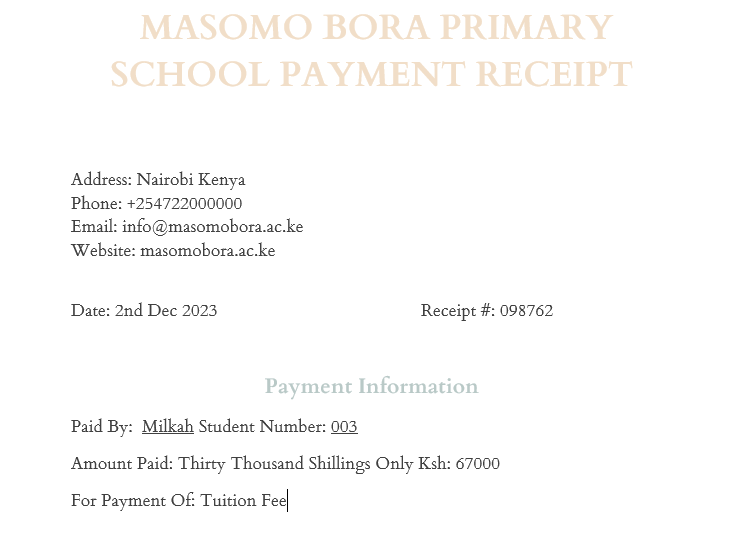 MASOMO BORA PRIMARY
SCHOOL PAYMENT RECEIPT
Address: Nairobi Kenya
Phone: +254722000000
Email: info@masomobora.ac.ke
Website: masomobora.ac.ke
Date: 2nd Dec 2023 Receipt #: 098762
Payment Information
Paid By: Milkah Student Number: 003
Amount Paid: Thirty Thousand Shillings Only Ksh: 67000
For Payment Of: Tuition Fee